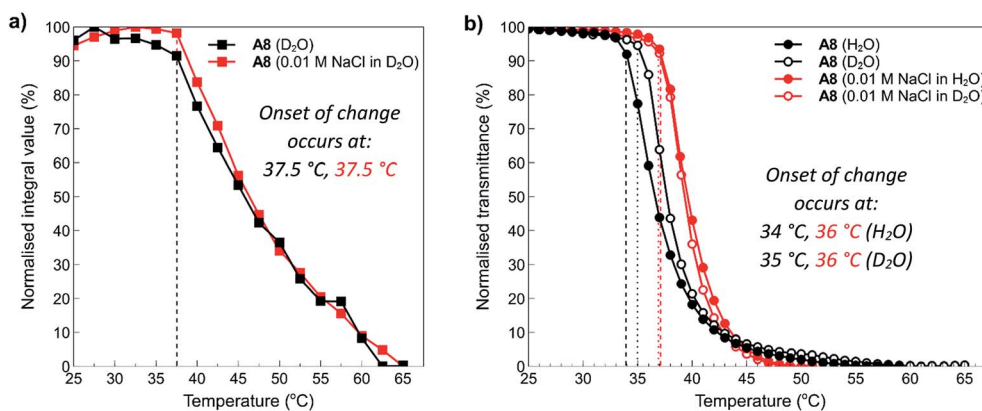 a)
Normalised integral value (%)
100
90
80
70
60
50
40
30
20
10
0
25 30 35 40 45 50 55 60 65
Temperature (°C)
A8 (D₂O)
A8 (0.01 M NaCl in D₂O)
Onset of change
occurs at:
37.5 °C, 37.5 °C
b)
Normalised transmittance (%)
100
90
80
70
60
50
40
30
20
10
0
25 30 35 40 45 50 55 60 65
Temperature (°C)
A8 (H₂O)
A8 (D₂O)
A8 (0.01 M NaCl in H₂O)
A8 (0.01 M NaCl in D₂O)
Onset of change
occurs at:
34 °C, 36 °C (H₂O)
35 °C, 36 °C (D₂O)